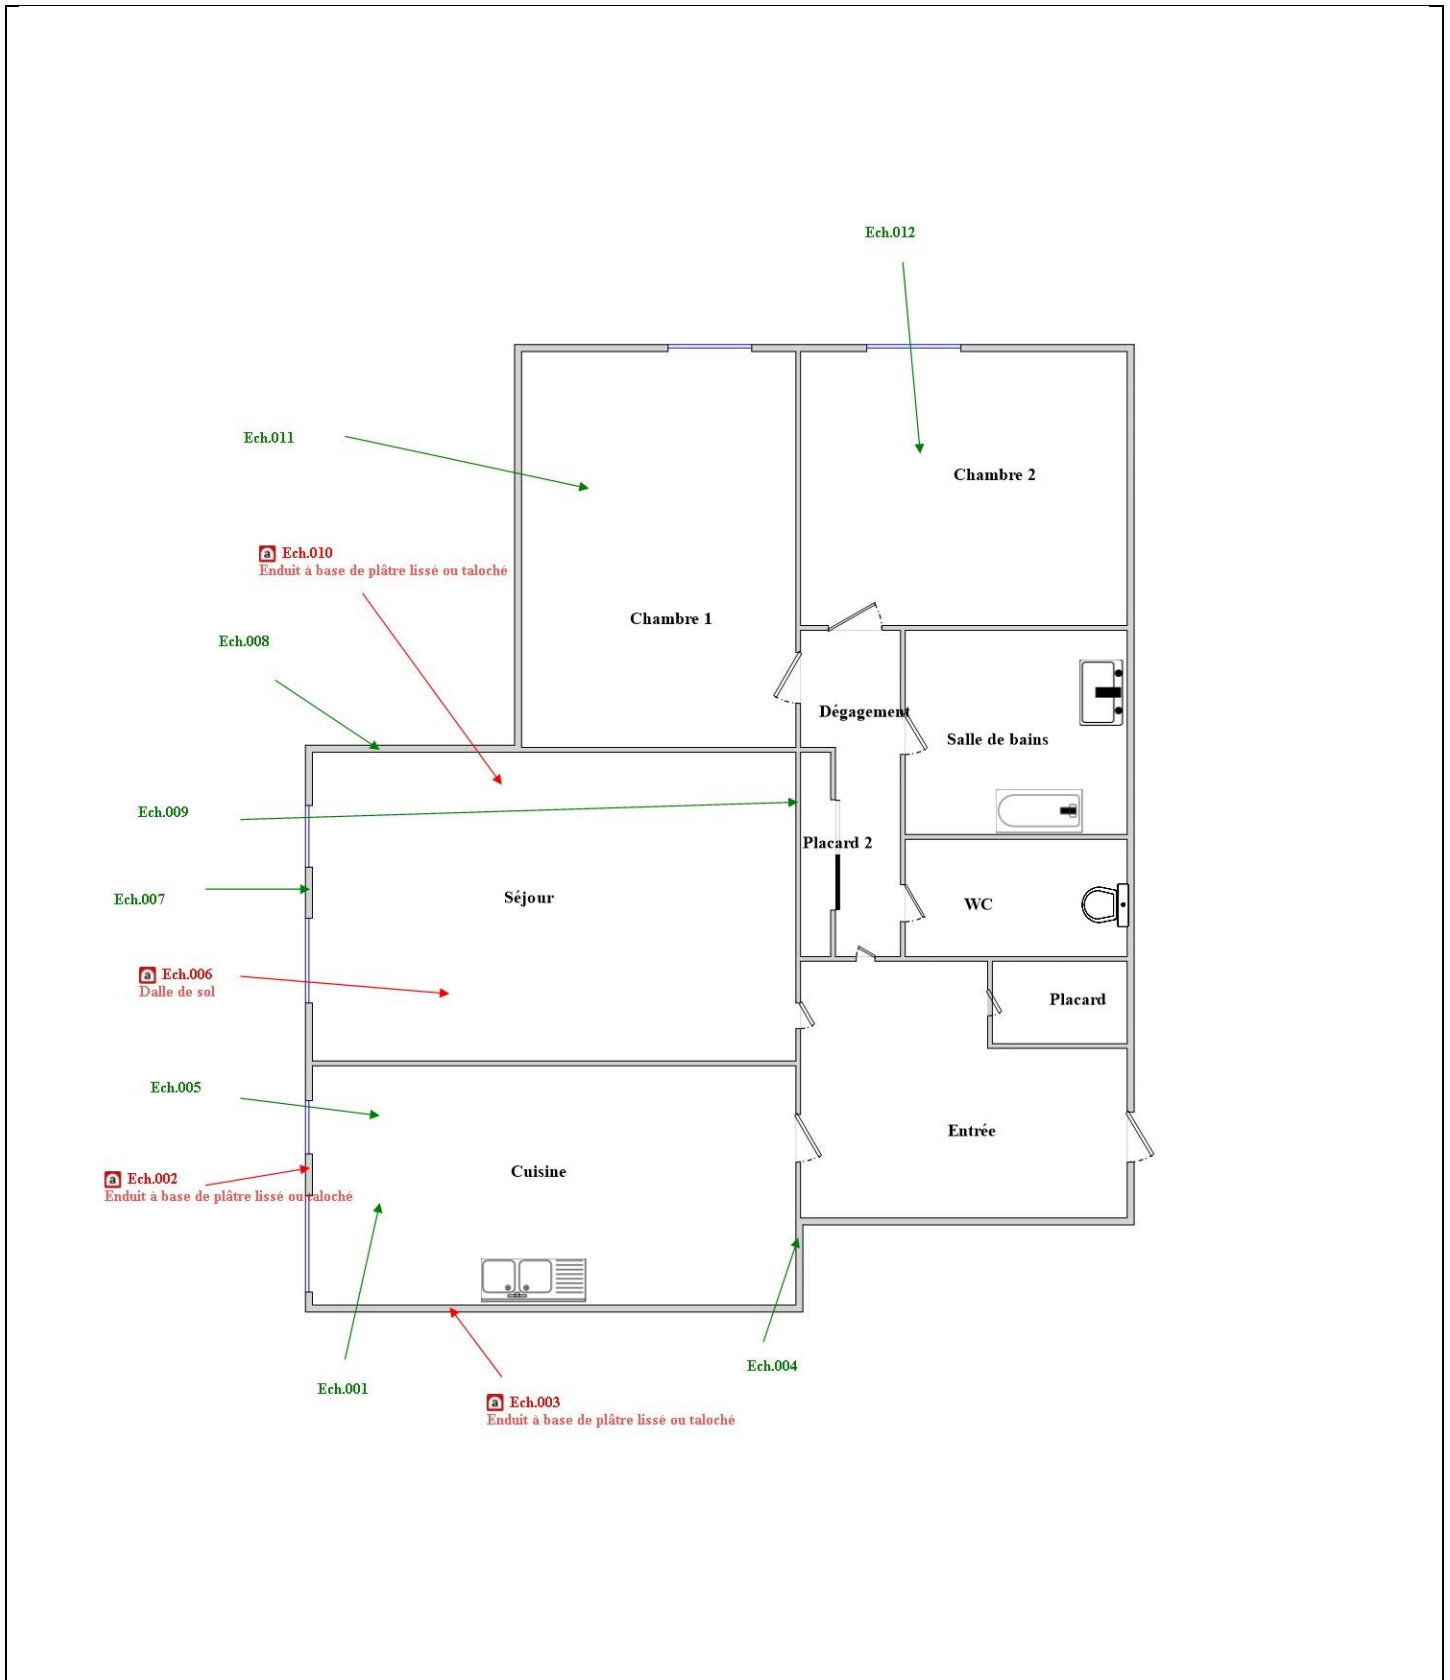 Ech.012
Ech.011
Chambre 2
a Ech.010
Enduit à base de plâtre lissé ou taloché
Chambre 1
Ech.008
Dégagement
Salle de bains
Ech.009
Placard 2
Séjour
Ech.007
WC
a Ech.006
Dalle de sol
Placard
Ech.005
Entrée
Cuisine
a Ech.002
Enduit à base de plâtre lissé ou taloché
Ech.004
Ech.001
a Ech.003
Enduit à base de plâtre lissé ou taloché